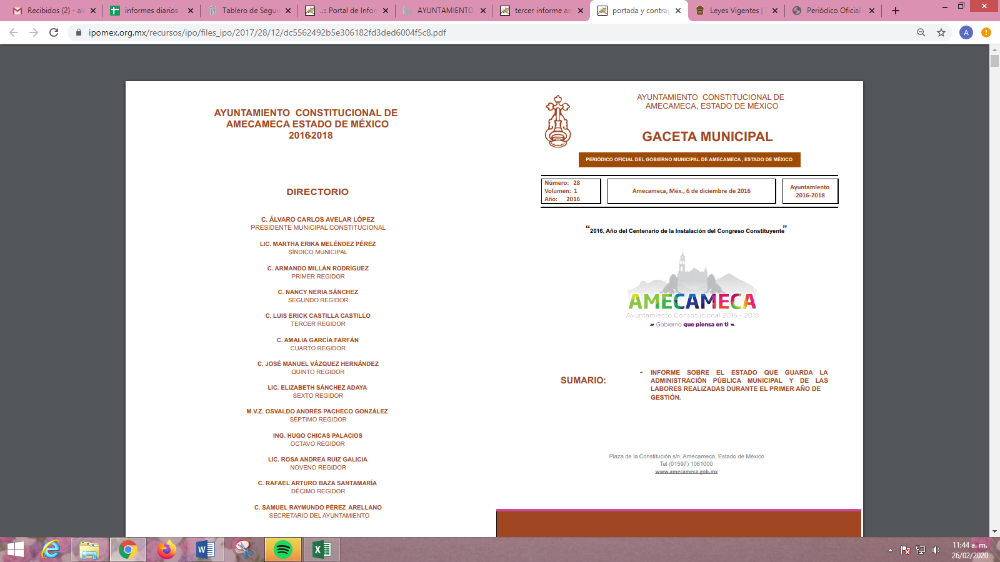 Recibidos (2) - ale
informes diarios 2
Tablero de Segui
..:: Portal de Infor
AYUNTAMIENTO
tercer informe an
portada y contrap
Leyes Vigentes |
Periódico Oficial
ipomex.org.mx/recursos/ipo/files_ipo/2017/28/12/dc5562492b5e306182fd3ded6004f5c8.pdf
A
AYUNTAMIENTO CONSTITUCIONAL DE
AMECAMECA ESTADO DE MÉXICO
2016-2018
DIRECTORIO
C. ÁLVARO CARLOS AVELAR LÓPEZ
PRESIDENTE MUNICIPAL CONSTITUCIONAL
LIC. MARTHA ERIKA MELÉNDEZ PÉREZ
SÍNDICO MUNICIPAL
C. ARMANDO MILLÁN RODRÍGUEZ
PRIMER REGIDOR
C. NANCY NERIA SÁNCHEZ
SEGUNDO REGIDOR
C. LUIS ERICK CASTILLA CASTILLO
TERCER REGIDOR
C. AMALIA GARCÍA FARFÁN
CUARTO REGIDOR
C. JOSÉ MANUEL VÁZQUEZ HERNÁNDEZ
QUINTO REGIDOR
LIC. ELIZABETH SÁNCHEZ ADAYA
SEXTO REGIDOR
M.V.Z. OSVALDO ANDRÉS PACHECO GONZÁLEZ
SÉPTIMO REGIDOR
ING. HUGO CHICAS PALACIOS
OCTAVO REGIDOR
LIC. ROSA ANDREA RUIZ GALICIA
NOVENO REGIDOR
C. RAFAEL ARTURO BAZA SANTAMARÍA
DÉCIMO REGIDOR
C. SAMUEL RAYMUNDO PÉREZ ARELLANO
SECRETARIO DEL AYUNTAMIENTO
AYUNTAMIENTO CONSTITUCIONAL DE
AMECAMECA, ESTADO DE MÉXICO
GACETA MUNICIPAL
PERIÓDICO OFICIAL DEL GOBIERNO MUNICIPAL DE AMECAMECA , ESTADO DE MÉXICO
Número: 28
Volumen: 1
Año: 2016
Amecameca, Méx., 6 de diciembre de 2016
Ayuntamiento
2016-2018
“2016, Año del Centenario de la Instalación del Congreso Constituyente”
AMECAMECA
Ayuntamiento Constitucional 2016 - 2018
Gobierno que piensa en ti
SUMARIO:
- INFORME SOBRE EL ESTADO QUE GUARDA LA
ADMINISTRACIÓN PÚBLICA MUNICIPAL Y DE LAS
LABORES REALIZADAS DURANTE EL PRIMER AÑO DE
GESTIÓN.
Plaza de la Constitución s/n, Amecameca, Estado de México
Tel (01597) 1061000
www.amecameca.gob.mx
11:44 a. m.
26/02/2020